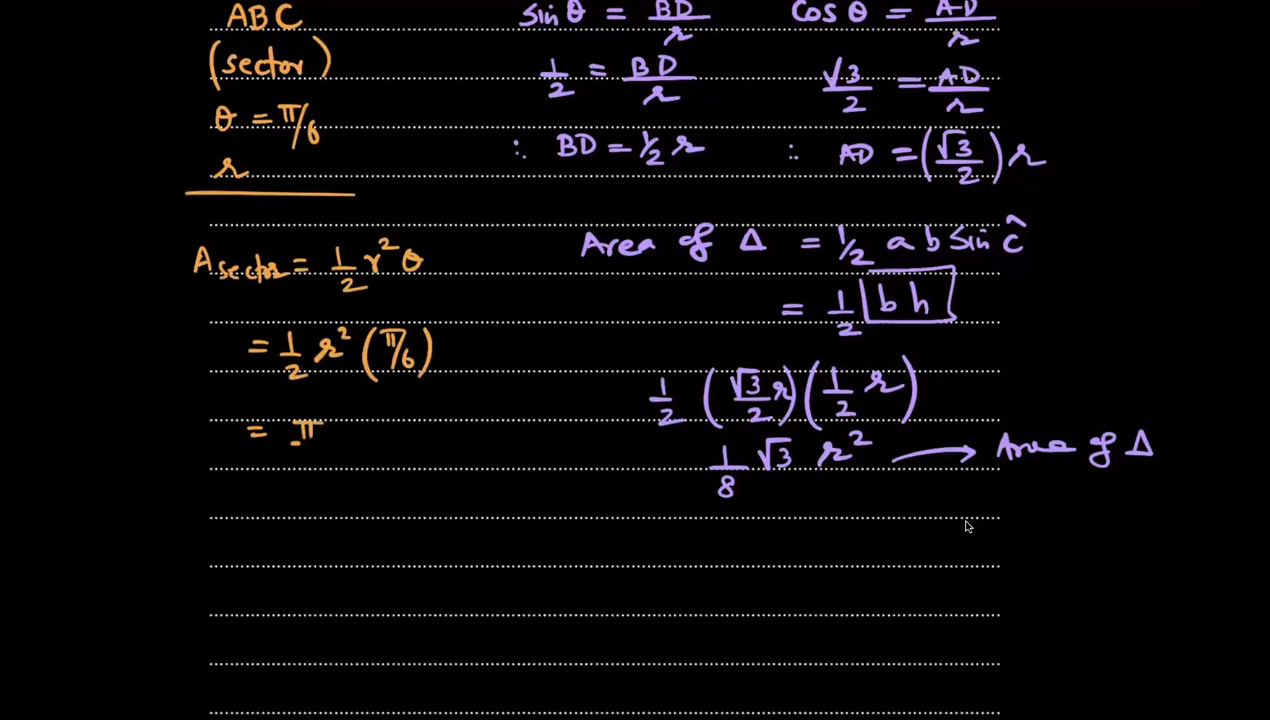 ABC
(sector)
θ = π/6
r
A sector = 1/2 r² θ
= 1/2 r² (π/6)
= π
Sin θ = BD/r
1/2 = BD/r
∴ BD = 1/2 r
Cos θ = AD/r
√3/2 = AD/r
∴ AD = (√3/2) r
Area of Δ = 1/2 a b Sin ĉ
= 1/2 b h
1/2 (√3/2 r)(1/2 r)
1/8 √3 r² → Area of Δ